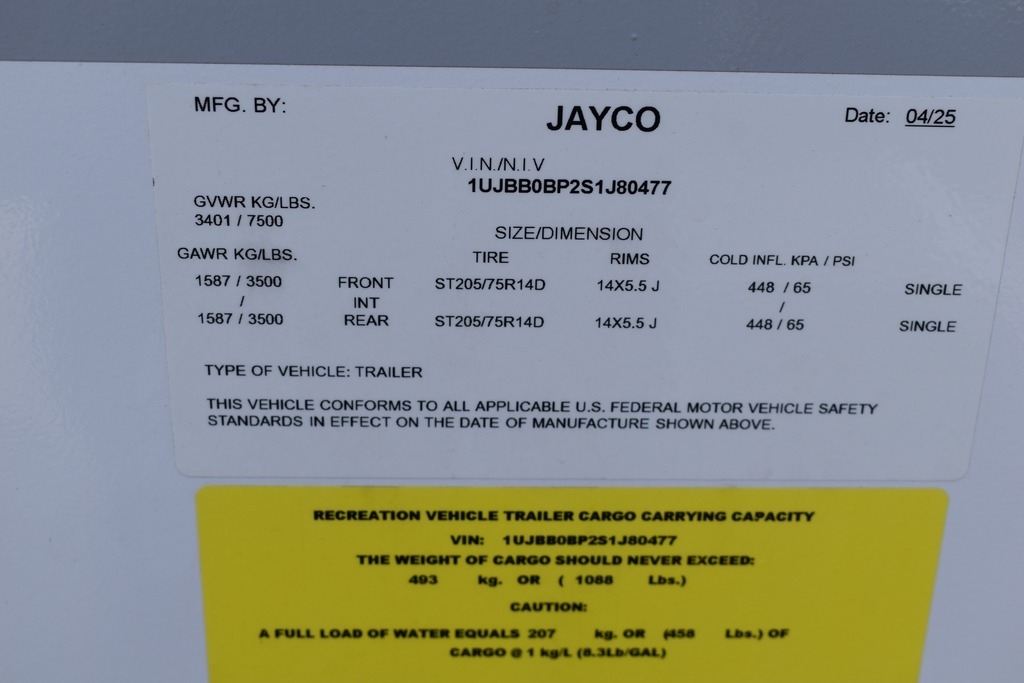 MFG. BY: JAYCO Date: 04/25
V.I.N./N.I.V
1UJBB0BP2S1J80477
GVWR KG/LBS.
3401 / 7500
SIZE/DIMENSION
GAWR KG/LBS. TIRE RIMS COLD INFL. KPA / PSI
1587 / 3500 FRONT ST205/75R14D 14X5.5 J 448 / 65 SINGLE
/ INT /
1587 / 3500 REAR ST205/75R14D 14X5.5 J 448 / 65 SINGLE
TYPE OF VEHICLE: TRAILER
THIS VEHICLE CONFORMS TO ALL APPLICABLE U.S. FEDERAL MOTOR VEHICLE SAFETY
STANDARDS IN EFFECT ON THE DATE OF MANUFACTURE SHOWN ABOVE.
RECREATION VEHICLE TRAILER CARGO CARRYING CAPACITY
VIN: 1UJBB0BP2S1J80477
THE WEIGHT OF CARGO SHOULD NEVER EXCEED:
493 kg. OR ( 1088 Lbs.)
CAUTION:
A FULL LOAD OF WATER EQUALS 207 kg. OR (458 Lbs.) OF
CARGO @ 1 kg/L (8.3Lb/GAL)